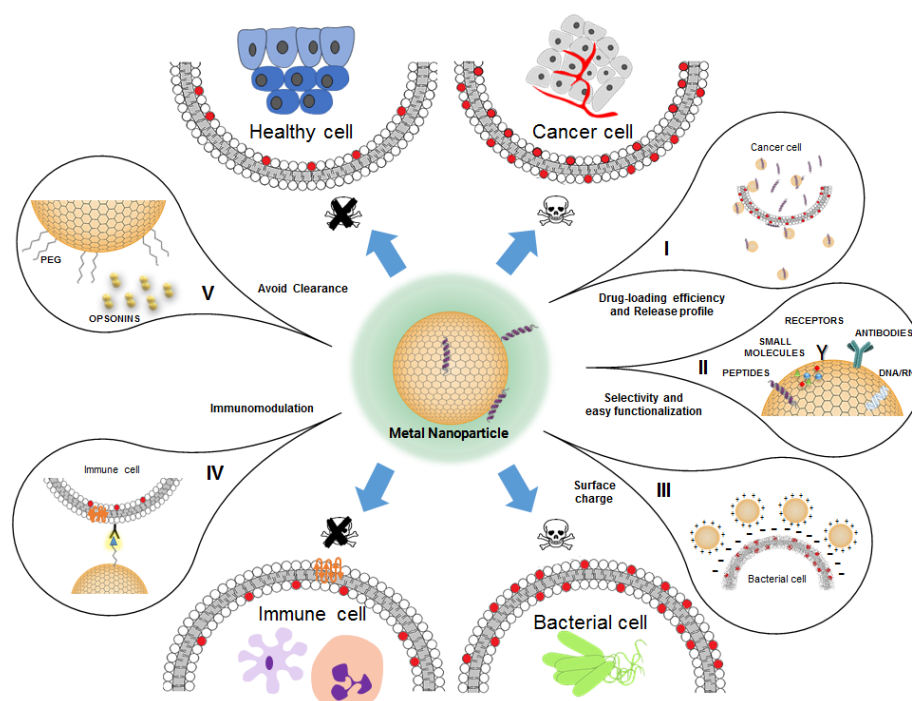 Healthy cell
Cancer cell
Cancer cell
I
PEG
OPSONINS
V
Avoid Clearance
Drug-loading efficiency
and Release profile
RECEPTORS
ANTIBODIES
SMALL
MOLECULES
II
PEPTIDES
DNA/RN
Selectivity and
easy functionalization
Immunomodulation
Metal Nanoparticle
Immune cell
IV
Surface
charge
III
Bacterial cell
Immune cell
Bacterial cell